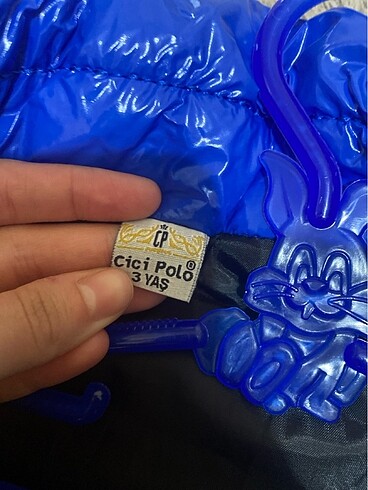 CP
Cici Polo®
3 YAŞ